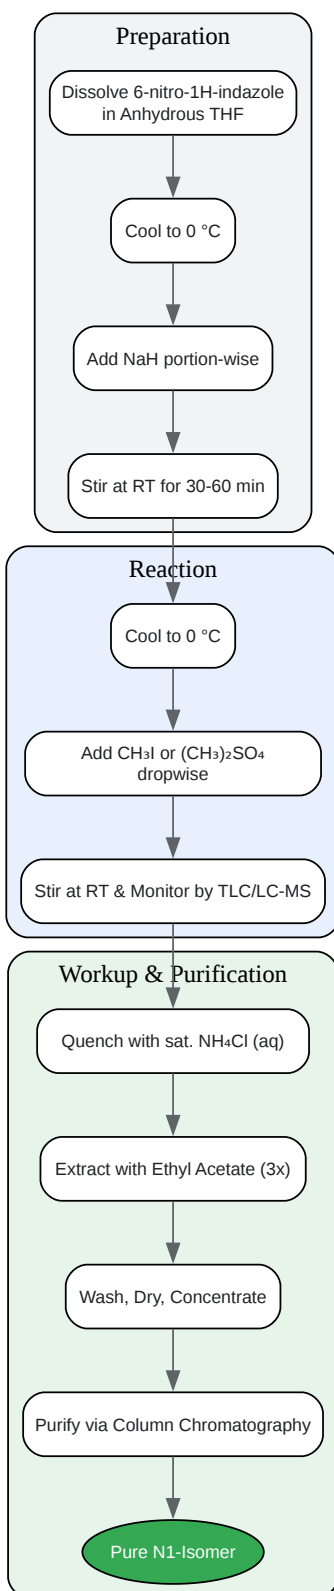 Preparation
Dissolve 6-nitro-1H-indazole
in Anhydrous THF
Cool to 0 °C
Add NaH portion-wise
Stir at RT for 30-60 min
Reaction
Cool to 0 °C
Add CH₃I or (CH₃)₂SO₄
dropwise
Stir at RT & Monitor by TLC/LC-MS
Workup & Purification
Quench with sat. NH₄Cl (aq)
Extract with Ethyl Acetate (3x)
Wash, Dry, Concentrate
Purify via Column Chromatography
Pure N1-Isomer